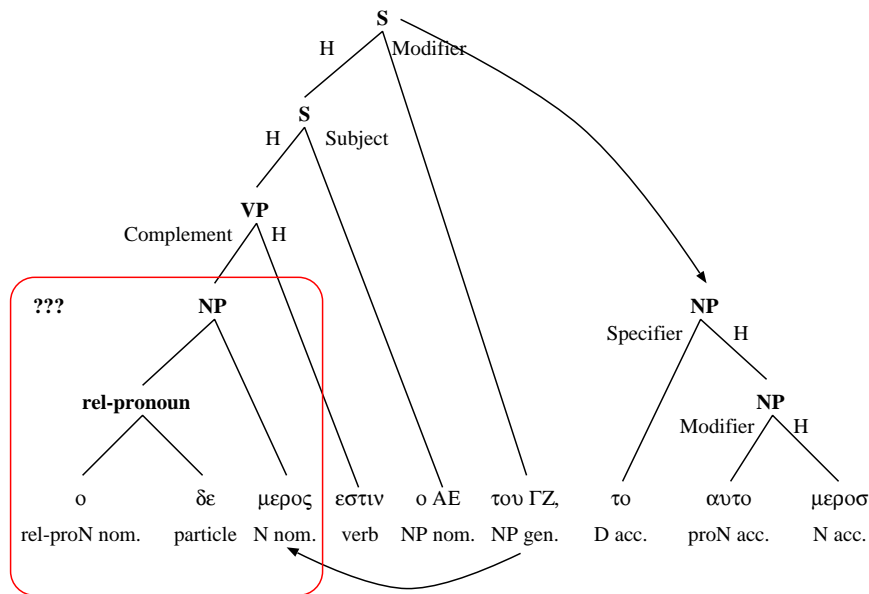 S
H Modifier
S
H Subject
VP
Complement H
??? NP NP
Specifier H
rel-pronoun NP
Modifier H
ο δε μερος εστιν ο ΑΕ του ΓΖ, το αυτο μεροσ
rel-proN nom. particle N nom. verb NP nom. NP gen. D acc. proN acc. N acc.